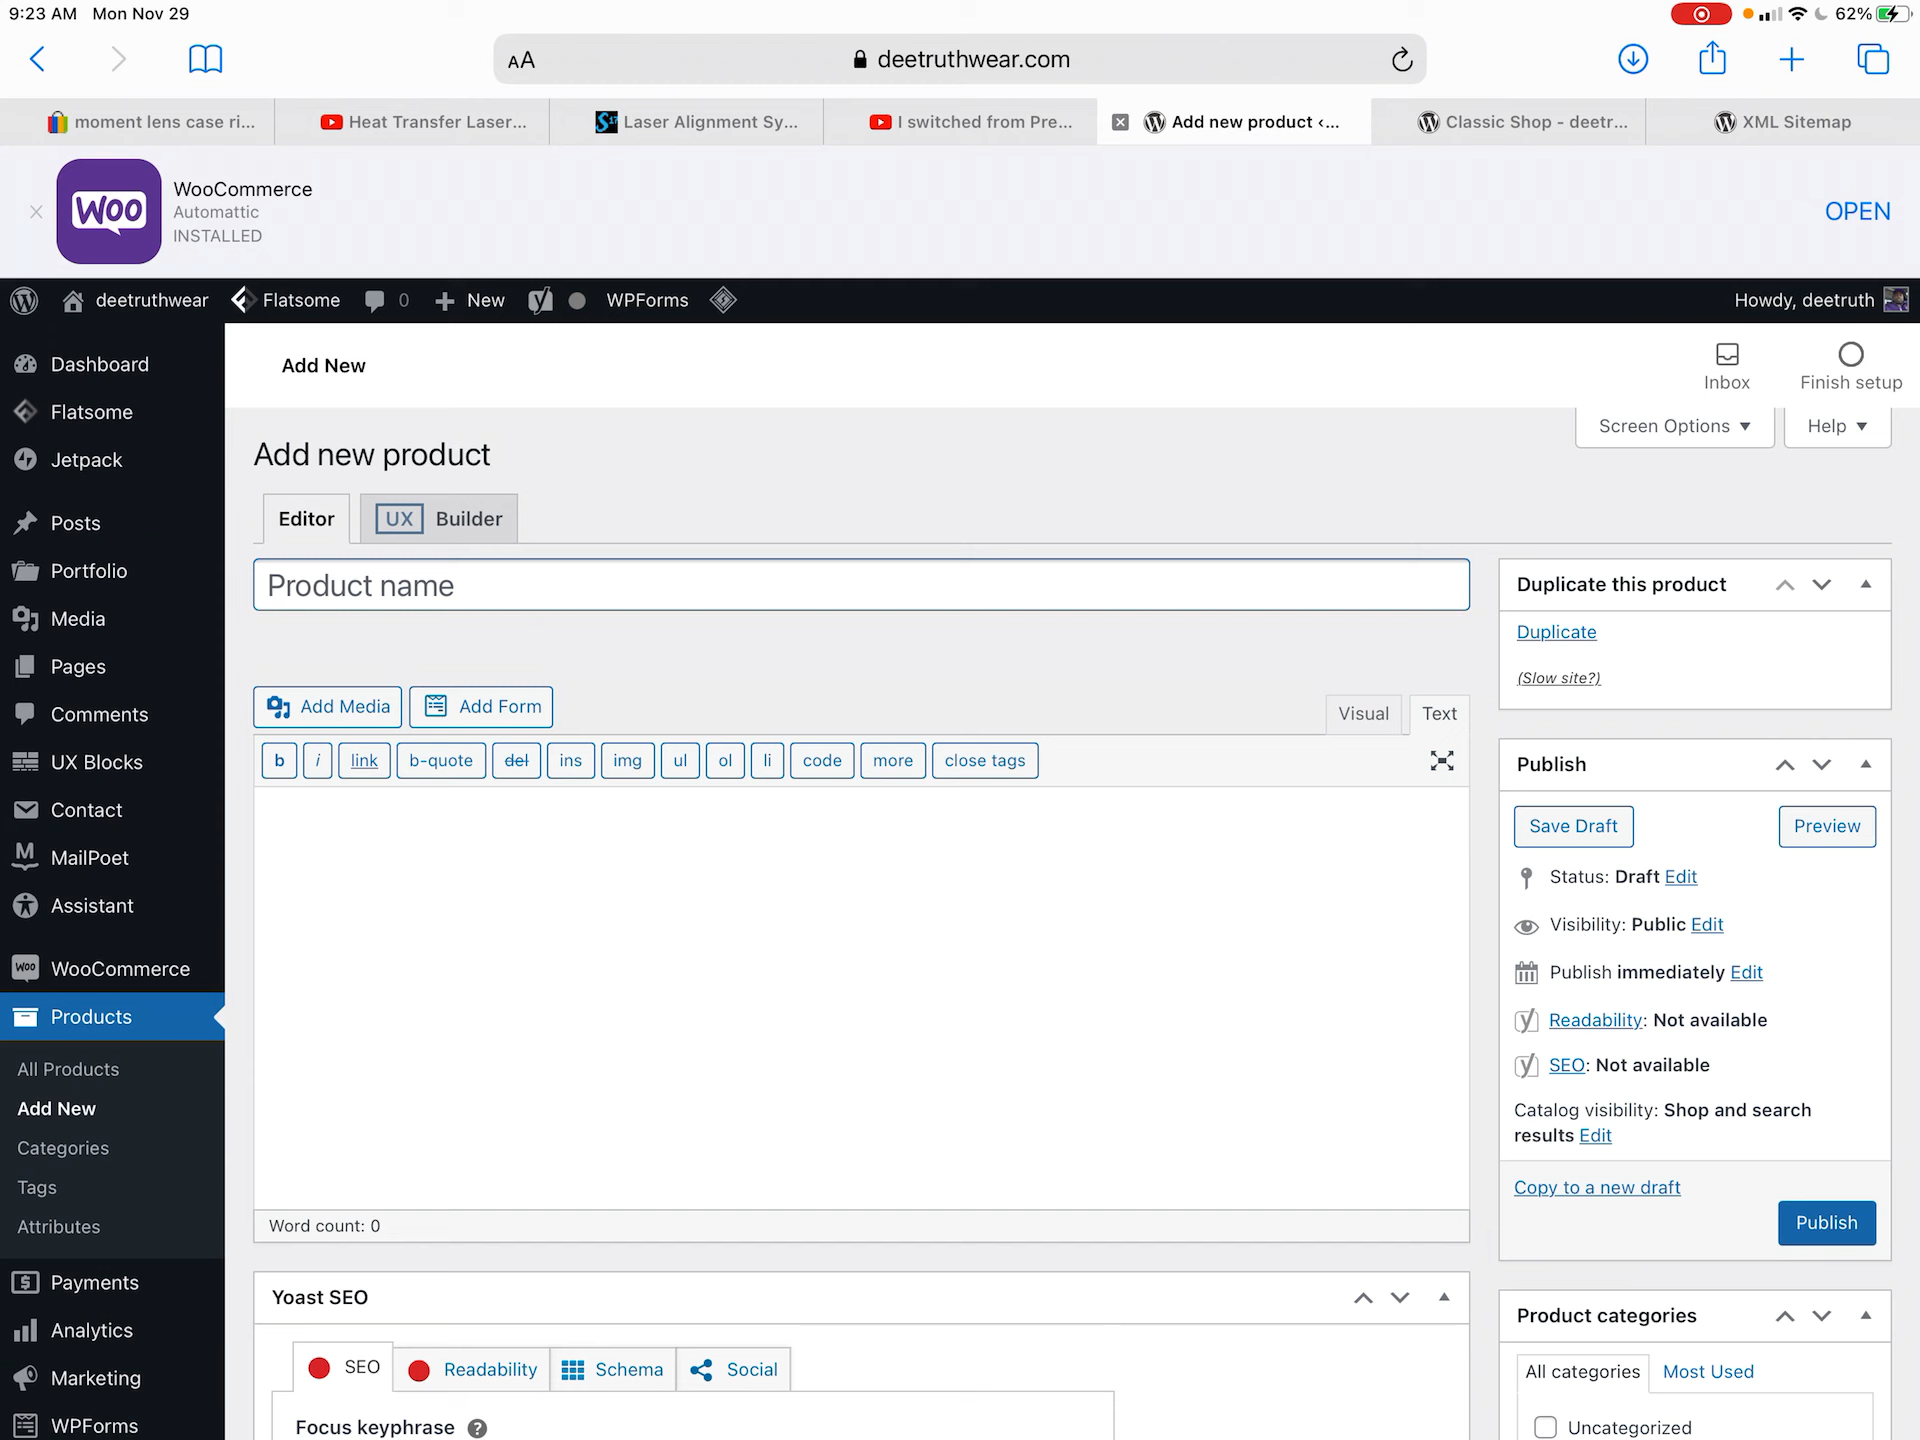 9:23 AM Mon Nov 29
62%
AA
deetruthwear.com
moment lens case ri...
Heat Transfer Laser...
Laser Alignment Sy...
I switched from Pre...
Add new product <...
Classic Shop - deetr...
XML Sitemap
Woo
WooCommerce
Automattic
INSTALLED
OPEN
deetruthwear
Flatsome
0
New
WPForms
Howdy, deetruth
Dashboard
Flatsome
Jetpack
Posts
Portfolio
Media
Pages
Comments
UX Blocks
Contact
MailPoet
Assistant
WooCommerce
Products
All Products
Add New
Categories
Tags
Attributes
Payments
Analytics
Marketing
WPForms
Add New
Inbox
Finish setup
Screen Options
Help
Add new product
Editor
UX Builder
Product name
Add Media
Add Form
Visual
Text
b
i
link
b-quote
del
ins
img
ul
ol
li
code
more
close tags
Word count: 0
Yoast SEO
SEO
Readability
Schema
Social
Focus keyphrase ?
Duplicate this product
Duplicate
(Slow site?)
Publish
Save Draft
Preview
Status: Draft Edit
Visibility: Public Edit
Publish immediately Edit
Readability: Not available
SEO: Not available
Catalog visibility: Shop and search
results Edit
Copy to a new draft
Publish
Product categories
All categories
Most Used
Uncategorized